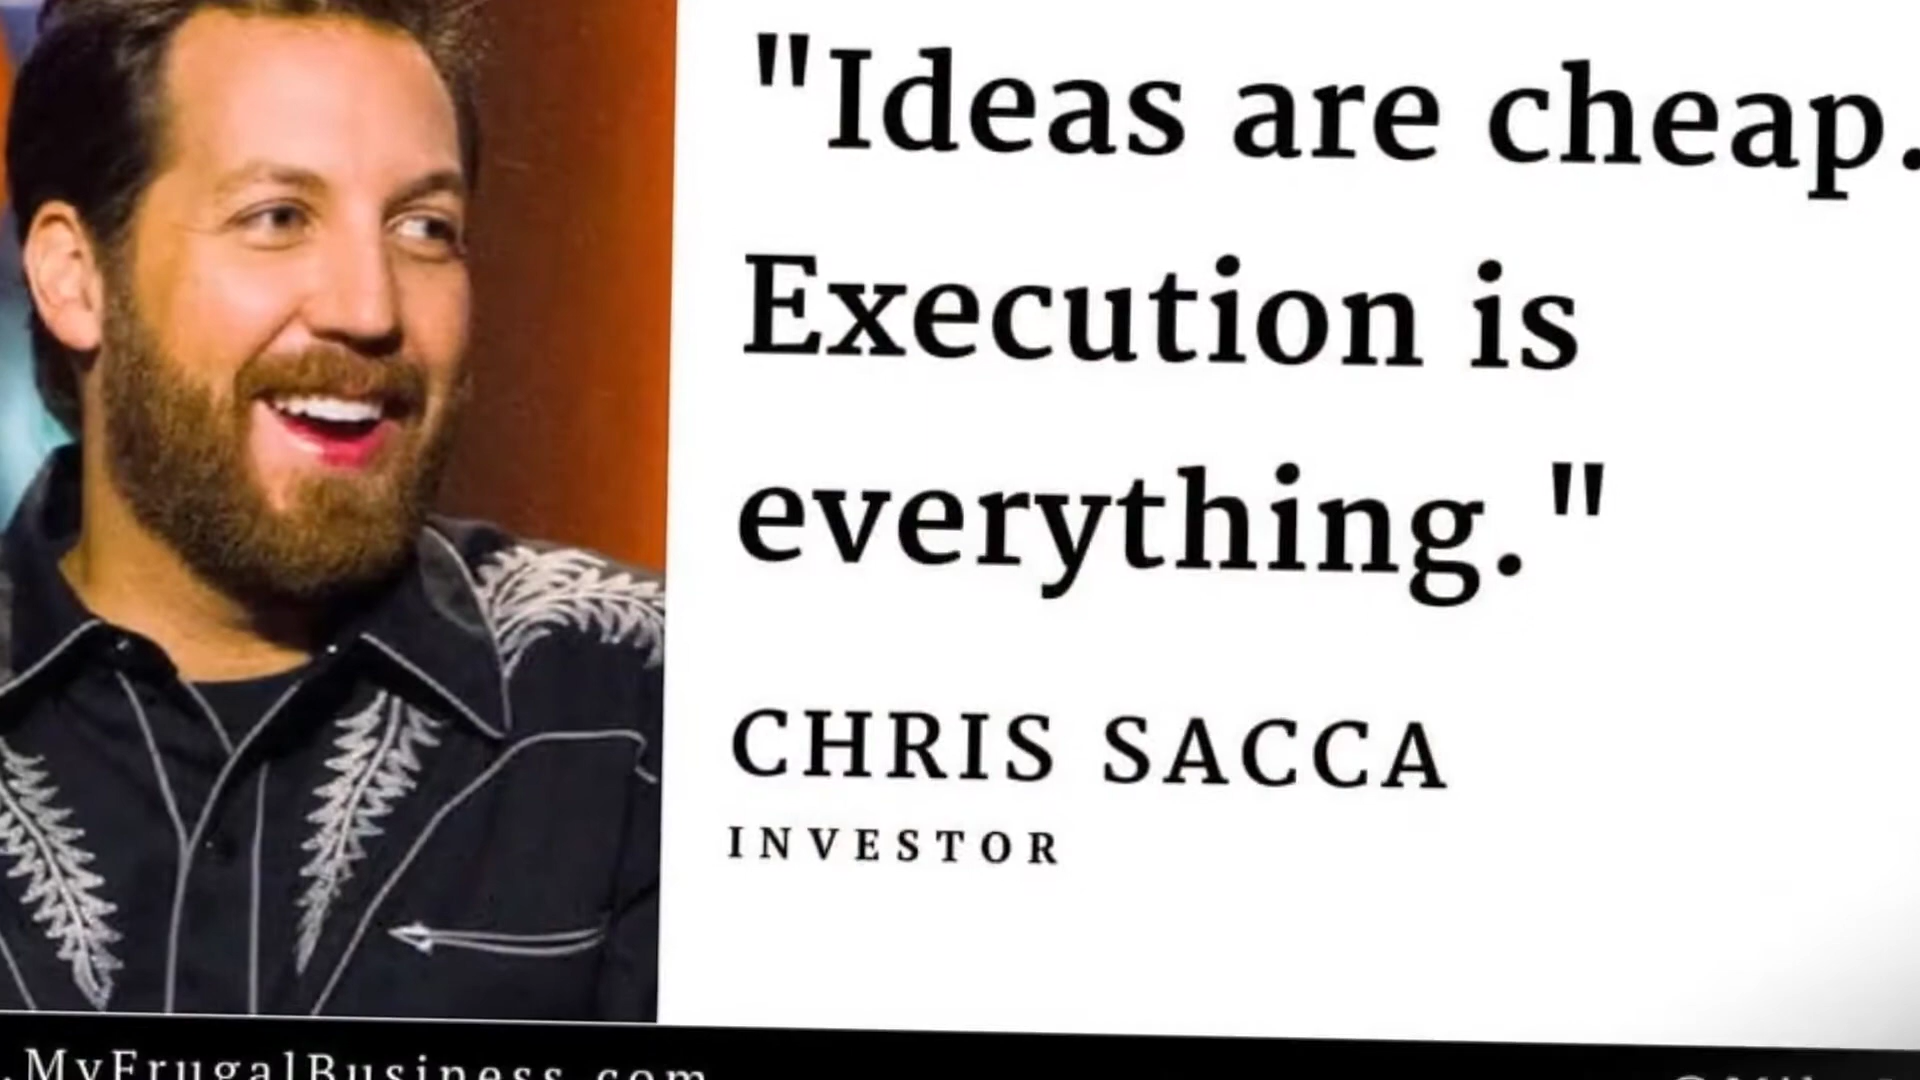 "Ideas are cheap.
Execution is
everything."
CHRIS SACCA
INVESTOR
.MyFrugalBusiness.com